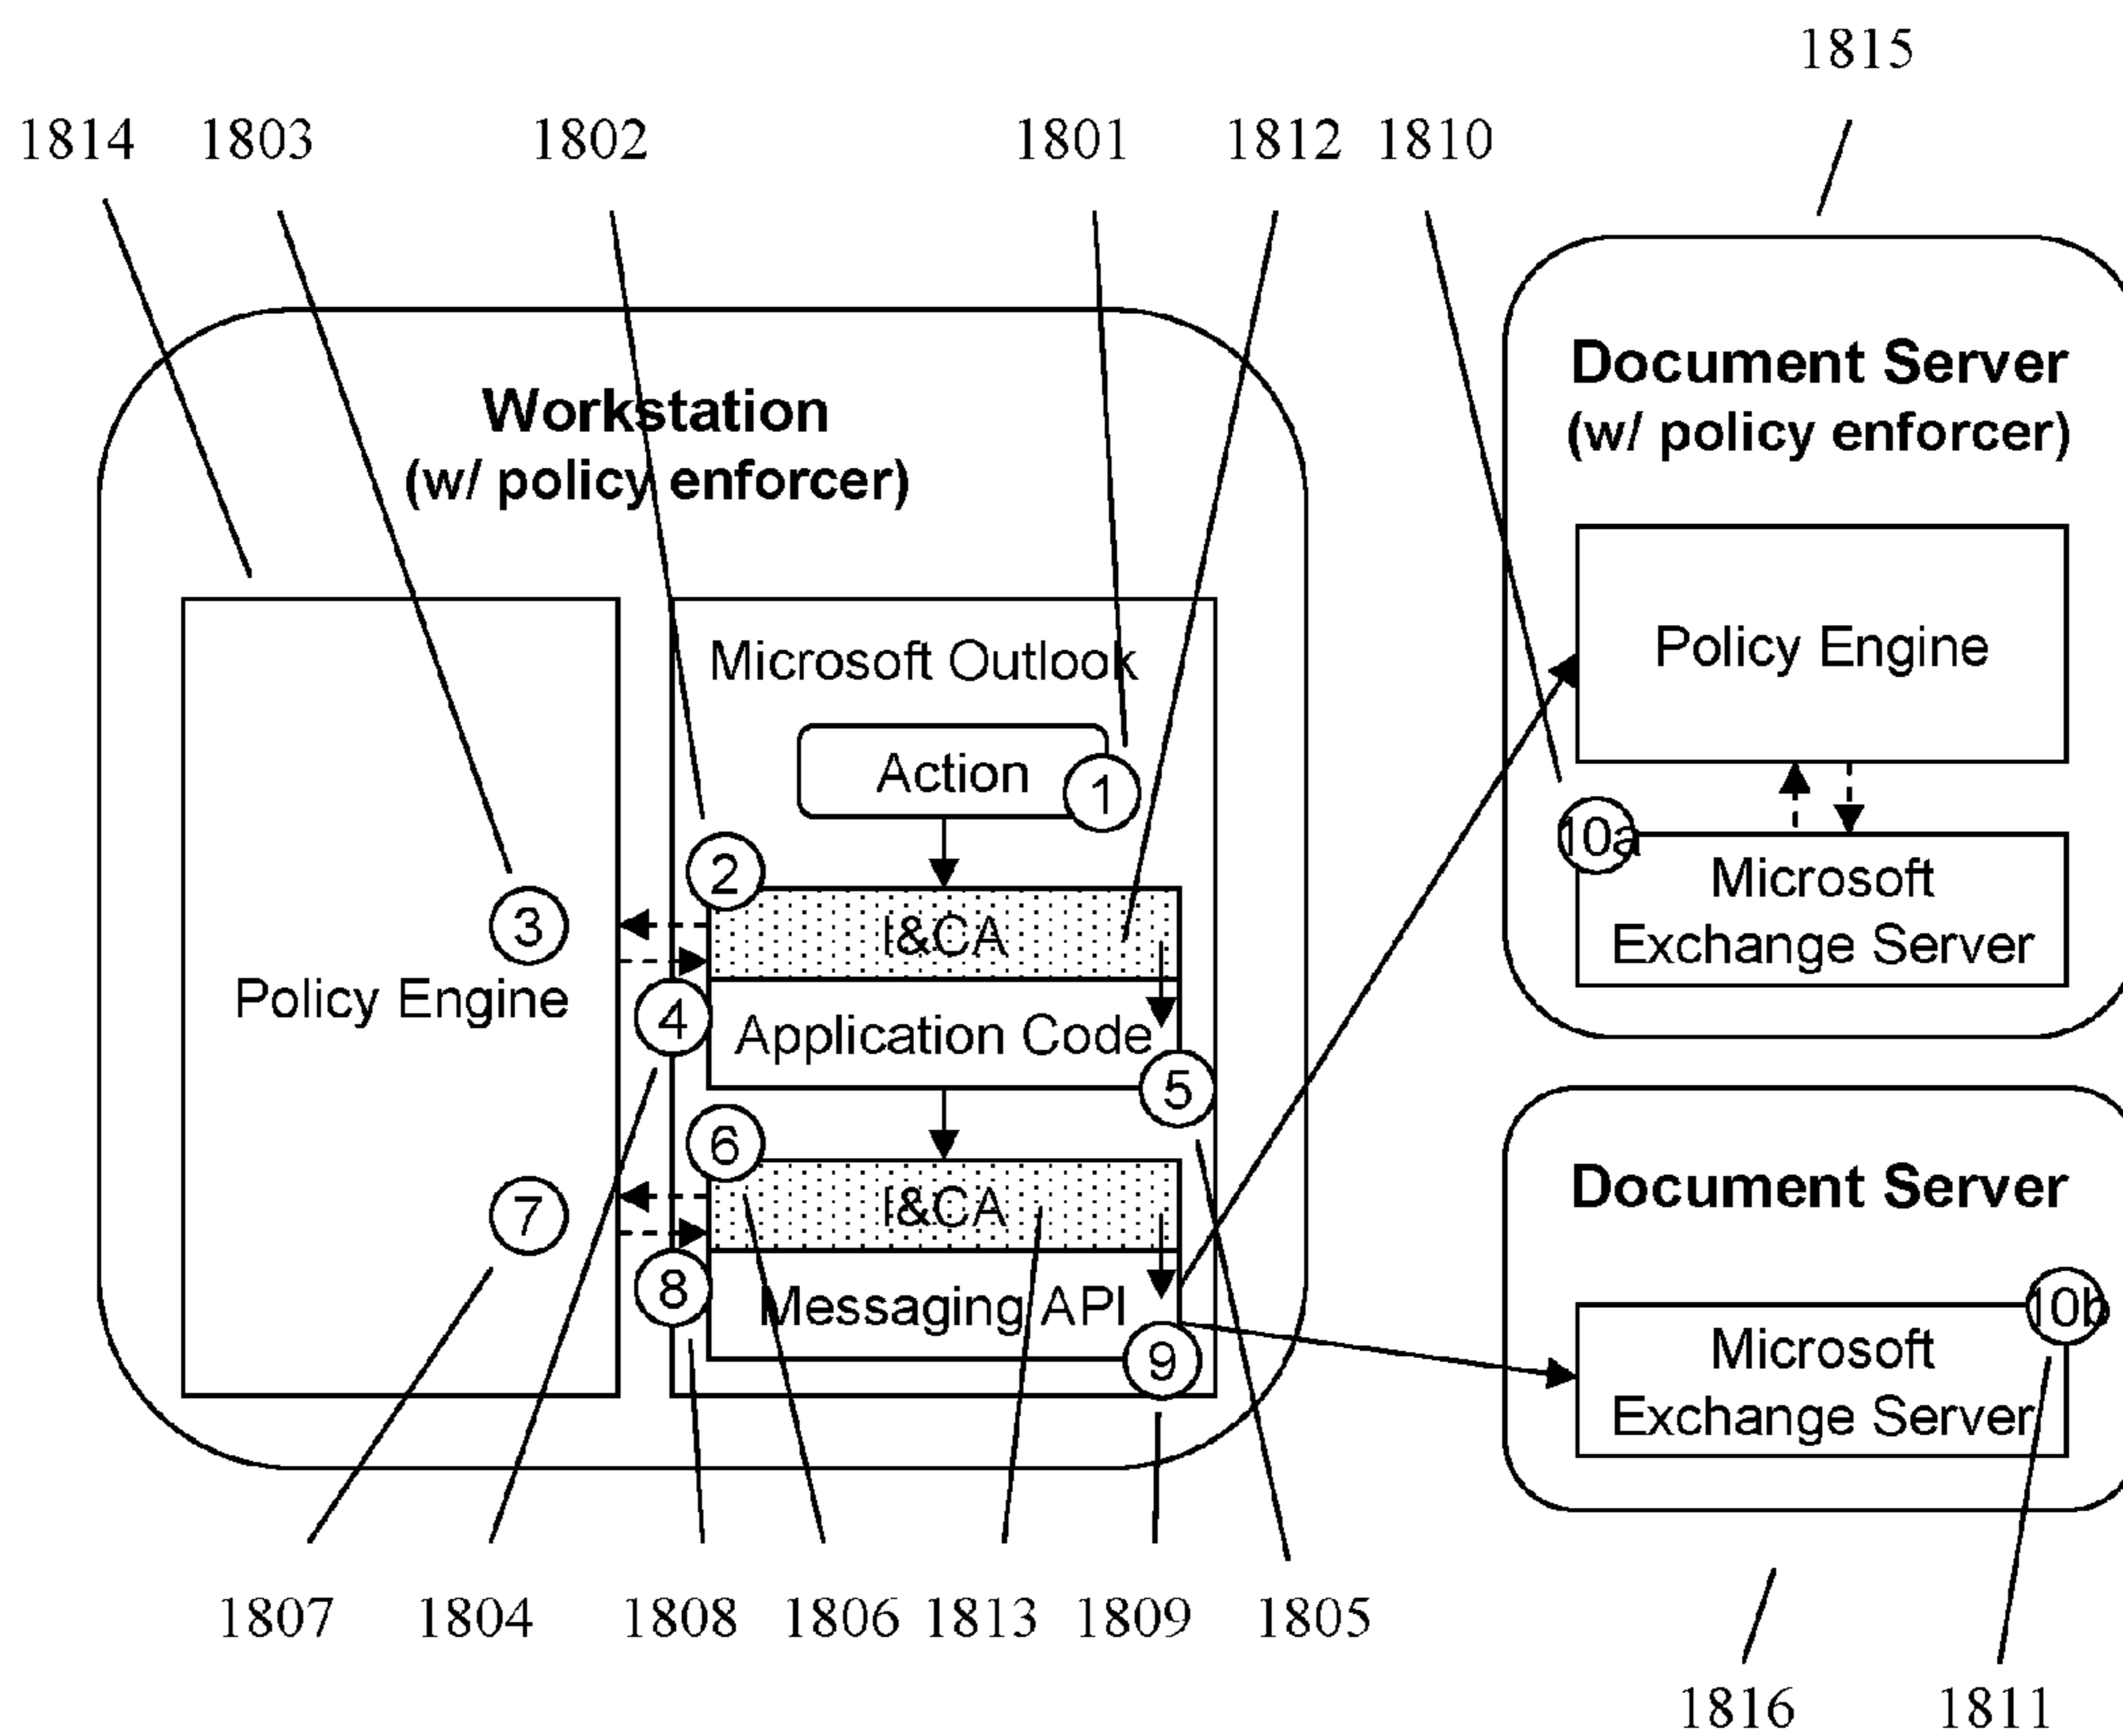 1815
1814 1803 1802 1801 1812 1810
Workstation
(w/ policy enforcer)
Microsoft Outlook
Action
1
2
I&CA
3
Policy Engine
4
Application Code
5
6
I&CA
7
8
Messaging API
9
Document Server
(w/ policy enforcer)
Policy Engine
10a
Microsoft
Exchange Server
Document Server
10b
Microsoft
Exchange Server
1807 1804 1808 1806 1813 1809 1805
1816 1811